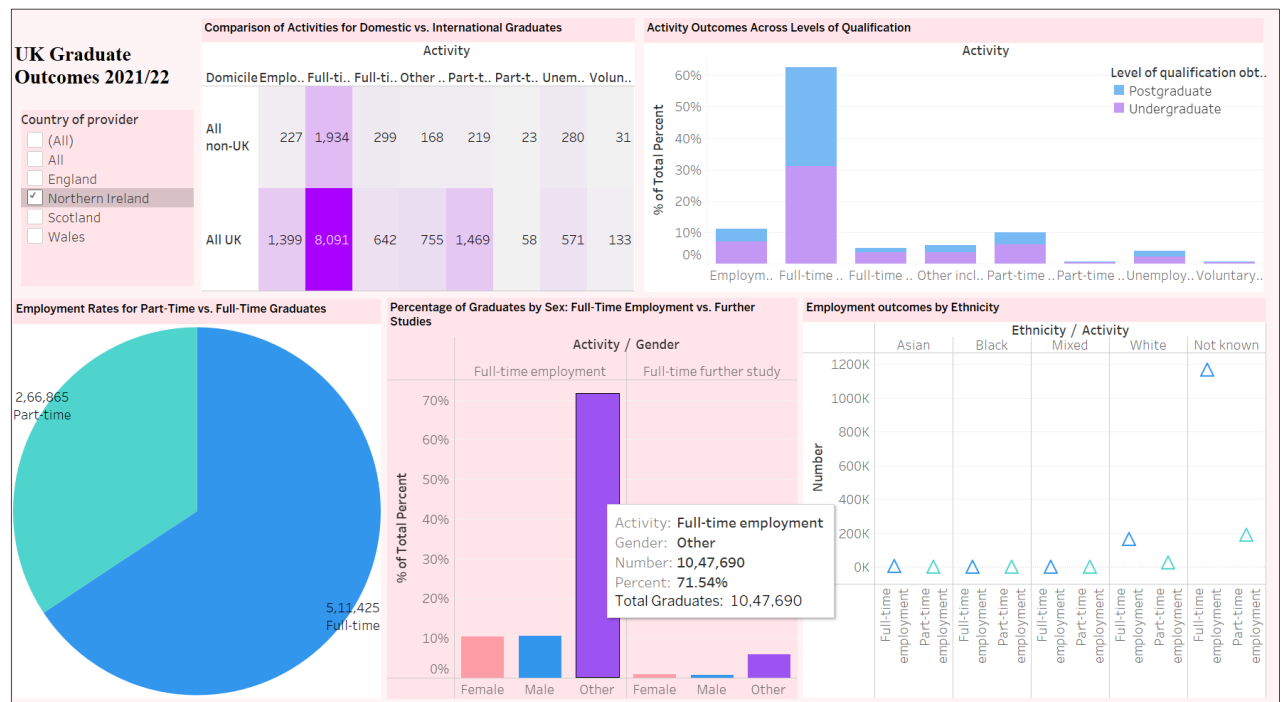 UK Graduate
Outcomes 2021/22
Country of provider
(All)
All
England
Northern Ireland
Scotland
Wales
Comparison of Activities for Domestic vs. International Graduates
Activity
Domicile Emplo.. Full-ti.. Full-ti.. Other .. Part-t.. Part-t.. Unem.. Volun..
All
non-UK
227 1,934 299 168 219 23 280 31
All UK 1,399 8,091 642 755 1,469 58 571 133
Activity Outcomes Across Levels of Qualification
Activity
Level of qualification obt..
Postgraduate
Undergraduate
% of Total Percent
60%
50%
40%
30%
20%
10%
0%
Employm.. Full-time .. Full-time .. Other incl.. Part-time .. Part-time .. Unemploy.. Voluntary..
Employment Rates for Part-Time vs. Full-Time Graduates
2,66,865
Part-time
5,11,425
Full-time
Percentage of Graduates by Sex: Full-Time Employment vs. Further
Studies
Activity / Gender
Full-time employment Full-time further study
% of Total Percent
70%
60%
50%
40%
30%
20%
10%
0%
Female Male Other Female Male Other
Activity: Full-time employment
Gender: Other
Number: 10,47,690
Percent: 71.54%
Total Graduates: 10,47,690
Employment outcomes by Ethnicity
Ethnicity / Activity
Asian Black Mixed White Not known
Number
1200K
1000K
800K
600K
400K
200K
0K
Full-time
employment
Part-time
employment
Full-time
employment
Part-time
employment
Full-time
employment
Part-time
employment
Full-time
employment
Part-time
employment
Full-time
employment
Part-time
employment